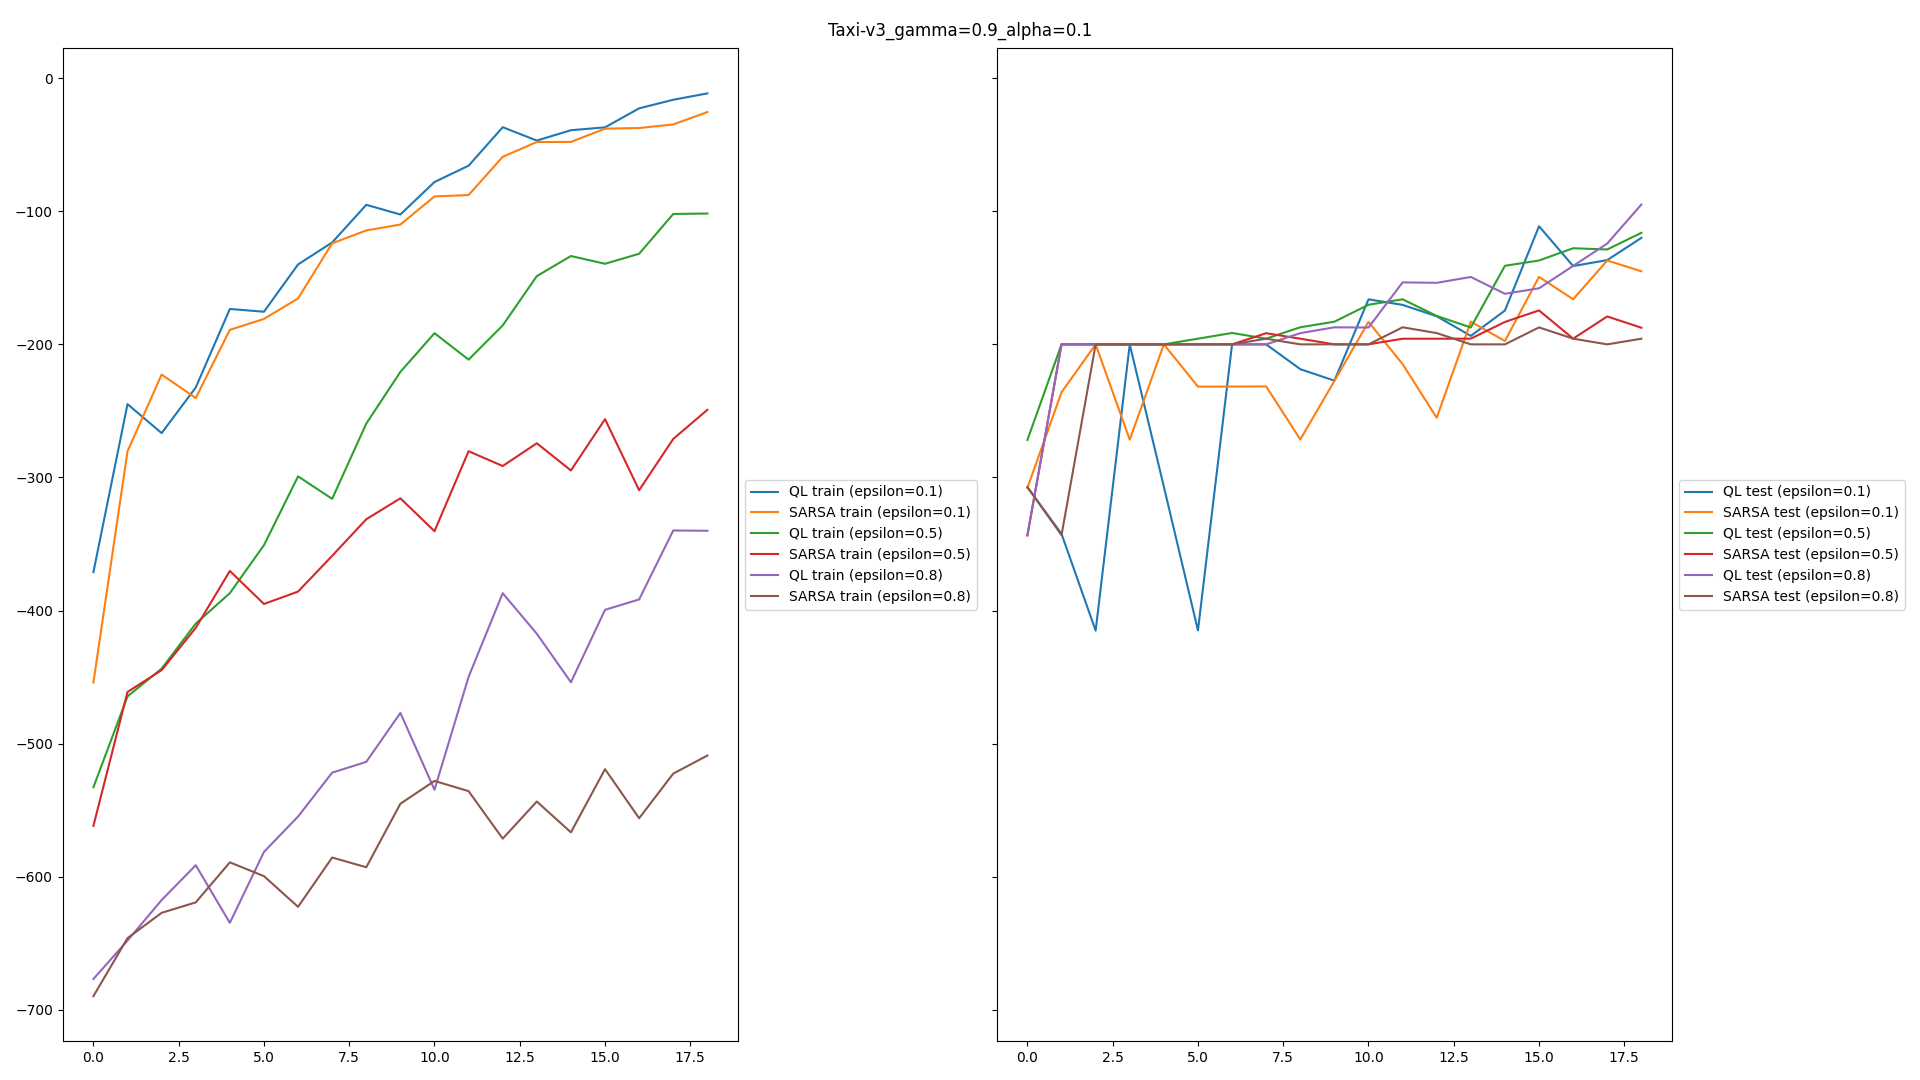 Taxi-v3_gamma=0.9_alpha=0.1
0
−100
−200
−300
−400
−500
−600
−700
0.0 2.5 5.0 7.5 10.0 12.5 15.0 17.5
QL train (epsilon=0.1)
SARSA train (epsilon=0.1)
QL train (epsilon=0.5)
SARSA train (epsilon=0.5)
QL train (epsilon=0.8)
SARSA train (epsilon=0.8)
0.0 2.5 5.0 7.5 10.0 12.5 15.0 17.5
QL test (epsilon=0.1)
SARSA test (epsilon=0.1)
QL test (epsilon=0.5)
SARSA test (epsilon=0.5)
QL test (epsilon=0.8)
SARSA test (epsilon=0.8)